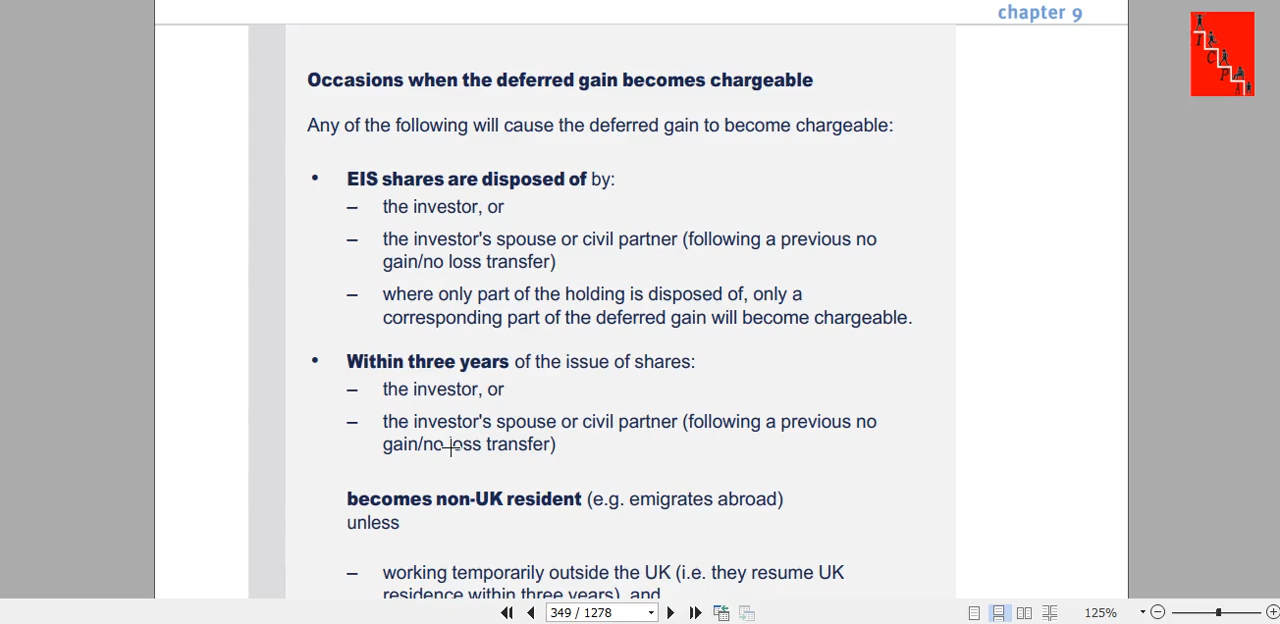 chapter 9
I
C
P
A
Occasions when the deferred gain becomes chargeable
Any of the following will cause the deferred gain to become chargeable:
• EIS shares are disposed of by:
– the investor, or
– the investor's spouse or civil partner (following a previous no
gain/no loss transfer)
– where only part of the holding is disposed of, only a
corresponding part of the deferred gain will become chargeable.
• Within three years of the issue of shares:
– the investor, or
– the investor's spouse or civil partner (following a previous no
gain/no loss transfer)
becomes non-UK resident (e.g. emigrates abroad)
unless
– working temporarily outside the UK (i.e. they resume UK
residence within three years), and
349 / 1278
125%